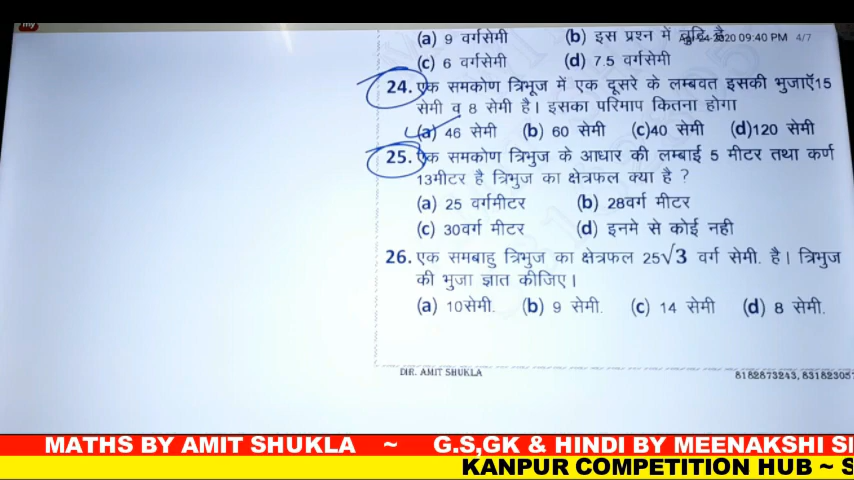 my
(a) 9 वर्गसेमी (b) इस प्रश्न में त्रुटि है
2020 09:40 PM 4/7
(c) 6 वर्गसेमी (d) 7.5 वर्गसेमी
24. एक समकोण त्रिभूज में एक दूसरे के लम्बवत इसकी भुजाऍ15
सेमी व 8 सेमी है। इसका परिमाप कितना होगा
(a) 46 सेमी (b) 60 सेमी (c)40 सेमी (d)120 सेमी
25. एक समकोण त्रिभुज के आधार की लम्बाई 5 मीटर तथा कर्ण
13मीटर है त्रिभुज का क्षेत्रफल क्या है ?
(a) 25 वर्गमीटर (b) 28वर्ग मीटर
(c) 30वर्ग मीटर (d) इनमे से कोई नही
26. एक समबाहु त्रिभुज का क्षेत्रफल 25√3 वर्ग सेमी. है। त्रिभुज
की भुजा ज्ञात कीजिए।
(a) 10सेमी. (b) 9 सेमी. (c) 14 सेमी (d) 8 सेमी.
DIR. AMIT SHUKLA 8182873243, 831823057
MATHS BY AMIT SHUKLA ~ G.S,GK & HINDI BY MEENAKSHI S
KANPUR COMPETITION HUB ~ S